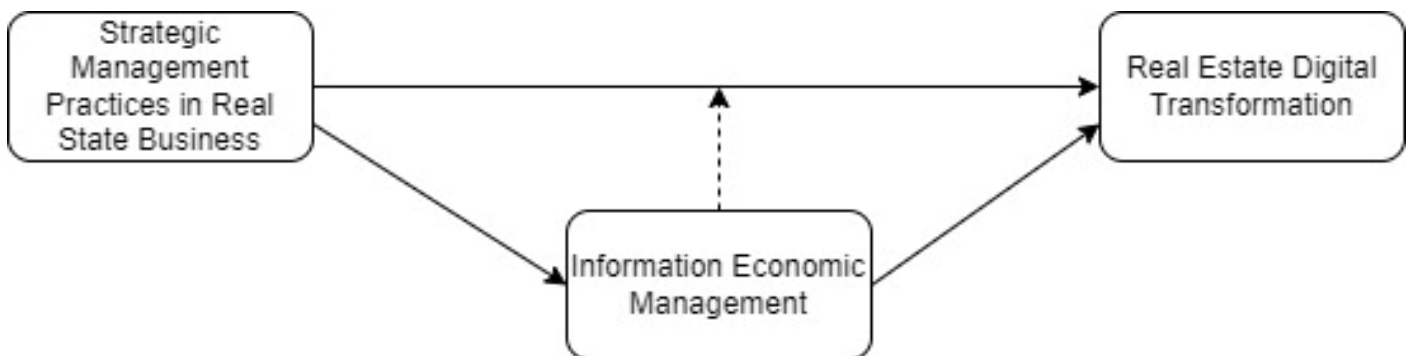 Strategic
Management
Practices in Real
State Business
Real Estate Digital
Transformation
Information Economic
Management